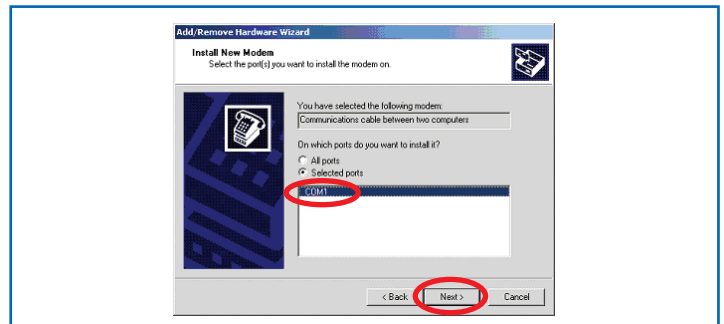 Add/Remove Hardware Wizard
Install New Modem
Select the port(s) you want to install the modem on.
You have selected the following modem:
Communications cable between two computers
On which ports do you want to install it?
All ports
Selected ports
COM1
< Back
Next >
Cancel